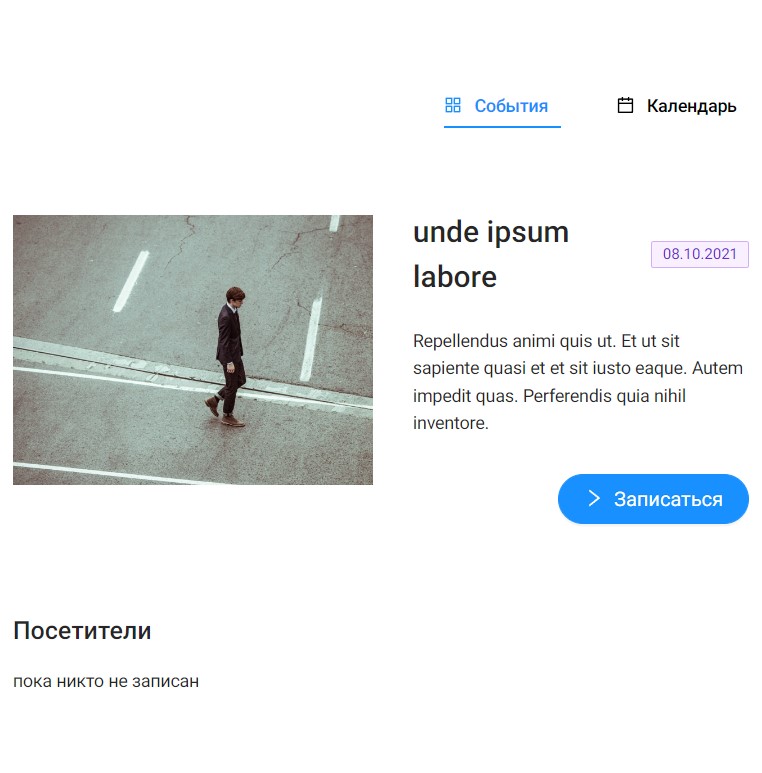 События
Календарь
unde ipsum
labore
08.10.2021
Repellendus animi quis ut. Et ut sit
sapiente quasi et et sit iusto eaque. Autem
impedit quas. Perferendis quia nihil
inventore.
Записаться
Посетители
пока никто не записан